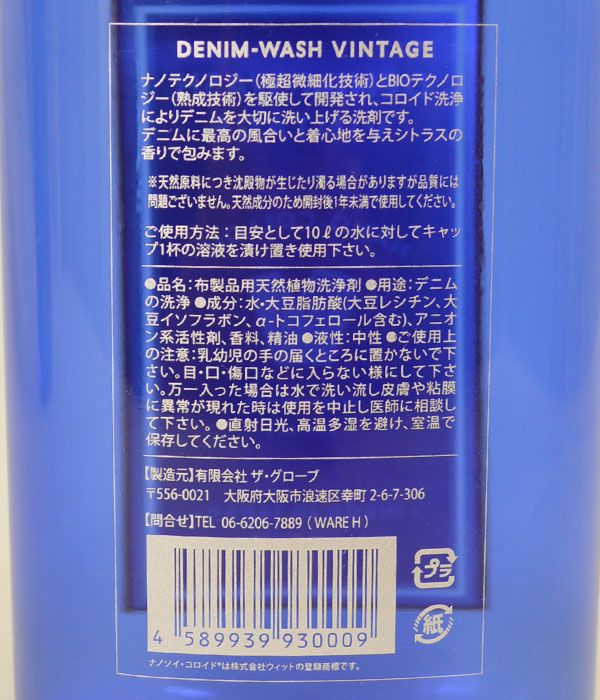 DENIM-WASH VINTAGE
ナノテクノロジー(極超微細化技術)とBIOテクノロ
ジー(熟成技術)を駆使して開発され、コロイド洗浄
によりデニムを大切に洗い上げる洗剤です。
デニムに最高の風合いと着心地を与えシトラスの
香りで包みます。
※天然原料につき沈殿物が生じたり濁る場合がありますが品質には
問題ございません。天然成分のため開封後1年未満で使用してください。
ご使用方法：目安として10ℓの水に対してキャッ
プ1杯の溶液を漬け置き使用下さい。
●品名：布製品用天然植物洗浄剤 ●用途：デニム
の洗浄 ●成分：水・大豆脂肪酸(大豆レシチン、大
豆イソフラボン、α-トコフェロール含む)、アニオ
ン系活性剤、香料、精油 ●液性：中性 ●ご使用上
の注意：乳幼児の手の届くところに置かないで下
さい。目・口・傷口などに入らない様にして下さ
い。万一入った場合は水で洗い流し皮膚や粘膜
に異常が現れた時は使用を中止し医師に相談し
て下さい。●直射日光、高温多湿を避け、室温で
保存してください。
【製造元】有限会社 ザ・グローブ
〒556-0021 大阪府大阪市浪速区幸町 2-6-7-306
【問合せ】TEL 06-6206-7889 (WARE H)
プラ
紙
4 589939 930009
ナノソイ・コロイド®は株式会社ウィットの登録商標です。